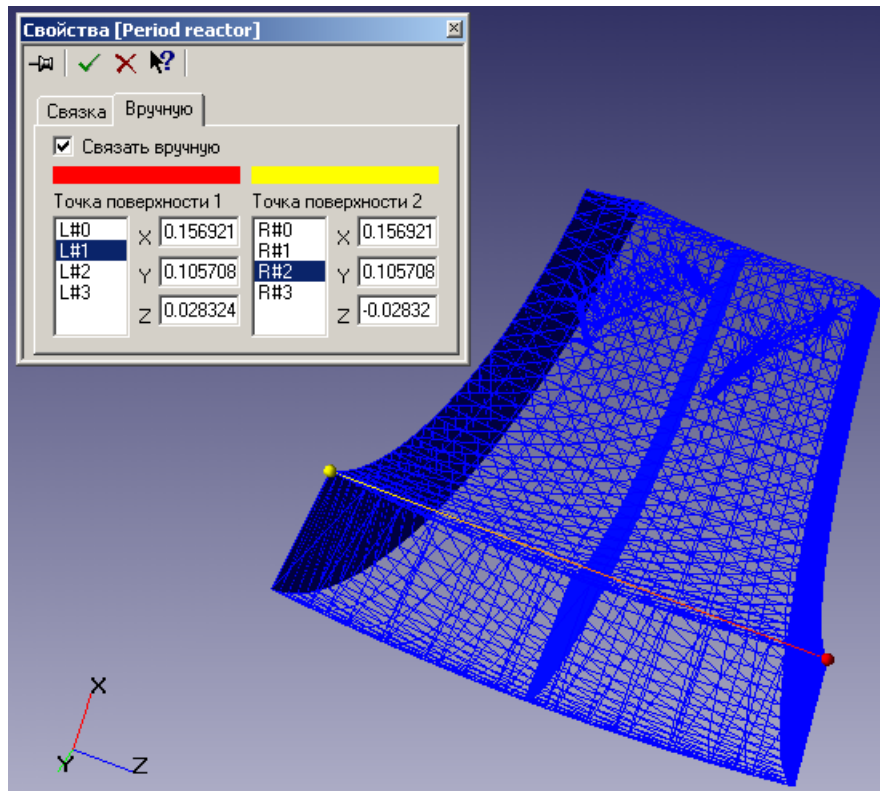 Свойства [Period reactor]
Связка Вручную
Связать вручную
Точка поверхности 1 Точка поверхности 2
L#0 X 0.156921 R#0 X 0.156921
L#1 R#1
L#2 Y 0.105708 R#2 Y 0.105708
L#3 R#3
Z 0.028324 Z -0.02832
X
Y Z